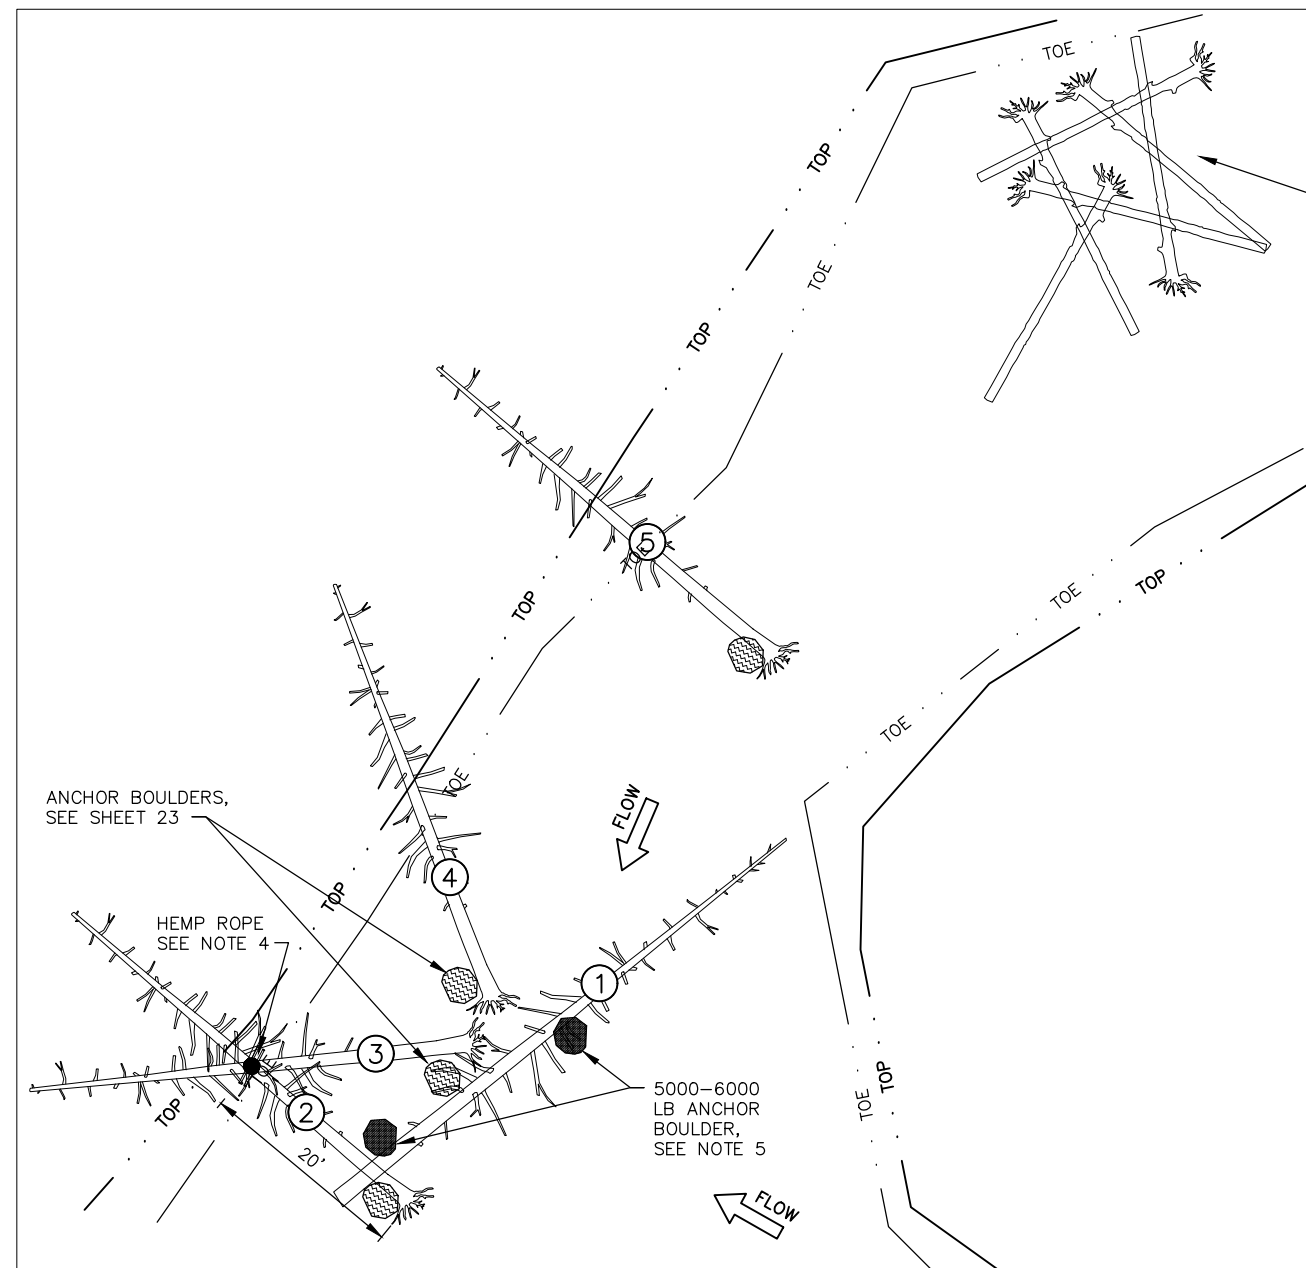 TOE
TOP
TOE
TOP
5
TOE
TOP
TOP
TOE
ANCHOR BOULDERS,
SEE SHEET 23
FLOW
TOE
4
TOP
HEMP ROPE
SEE NOTE 4
1
3
5000-6000
LB ANCHOR
BOULDER,
SEE NOTE 5
TOP
TOE
TOP
2
20'
FLOW